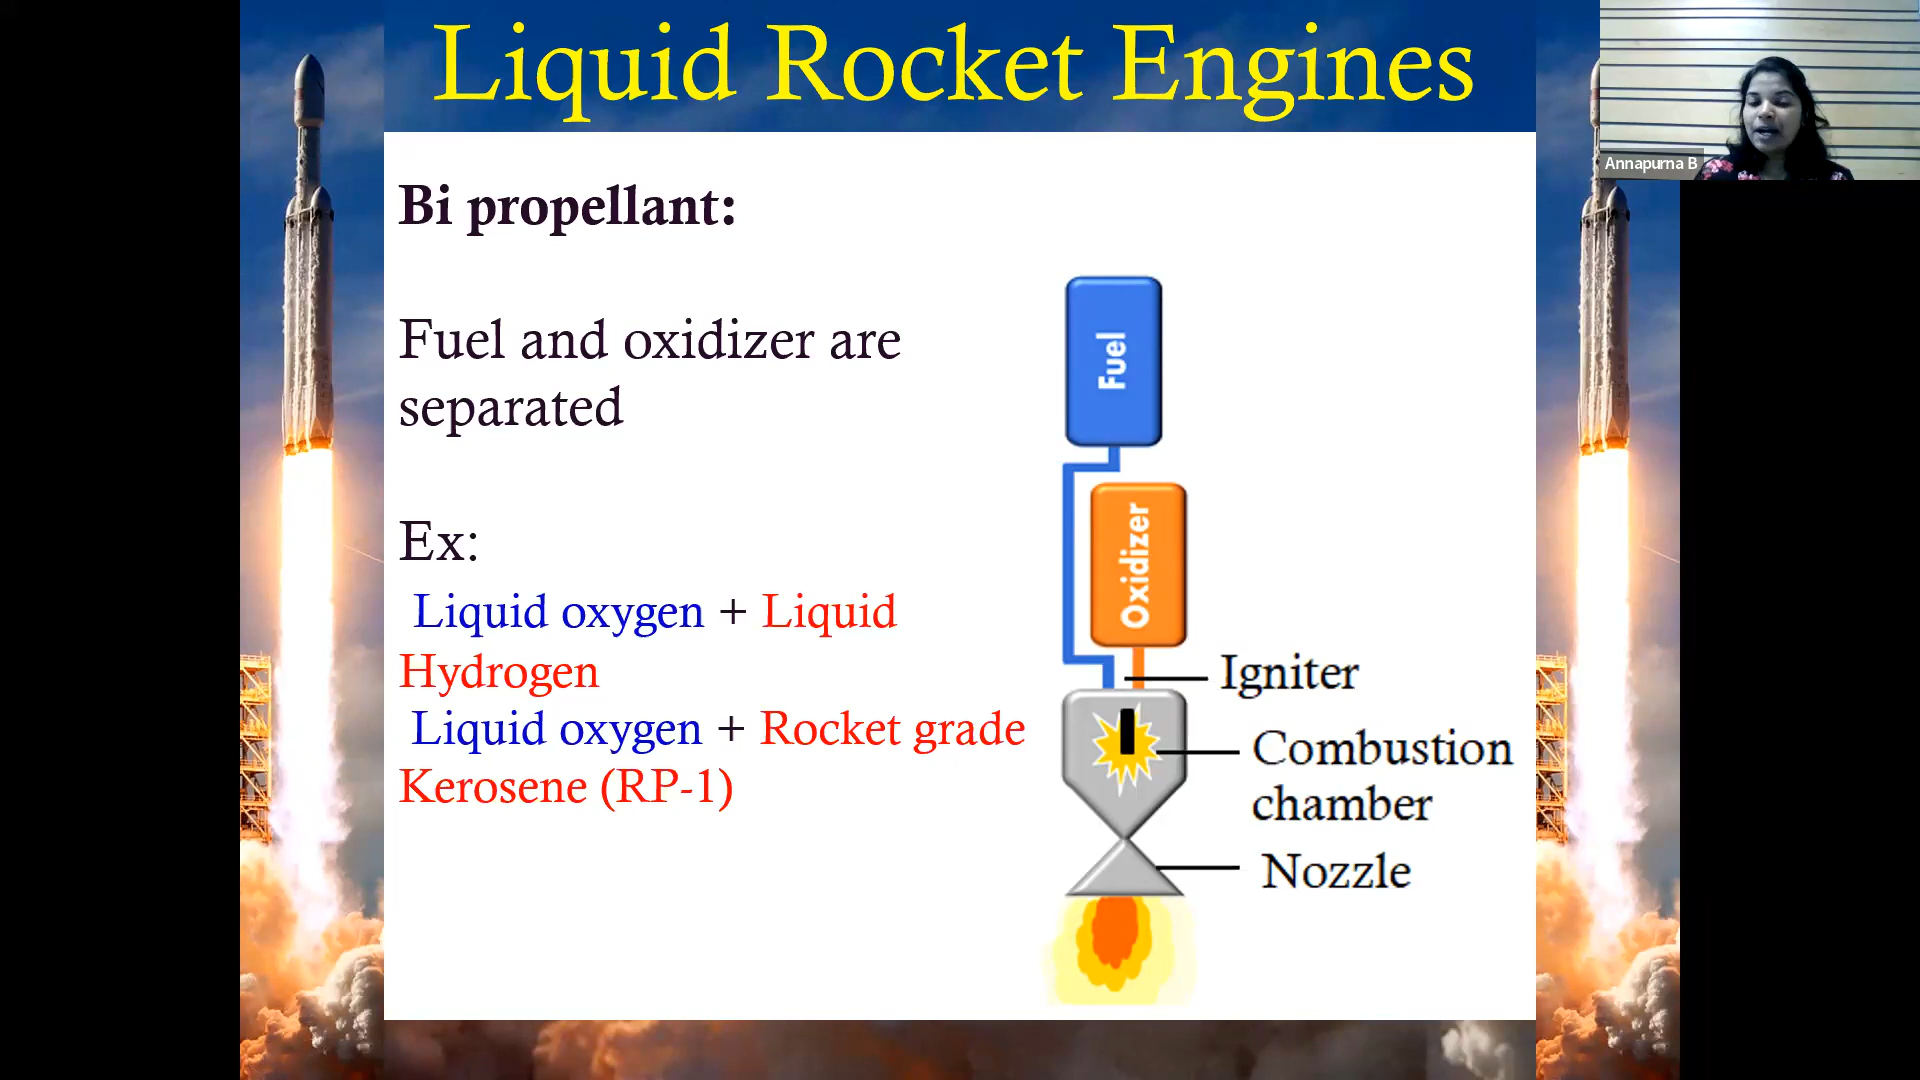 Liquid Rocket Engines
Annapurna B
Bi propellant:
Fuel and oxidizer are
separated
Ex:
Liquid oxygen + Liquid
Hydrogen
Liquid oxygen + Rocket grade
Kerosene (RP-1)
Fuel
Oxidizer
Igniter
Combustion
chamber
Nozzle